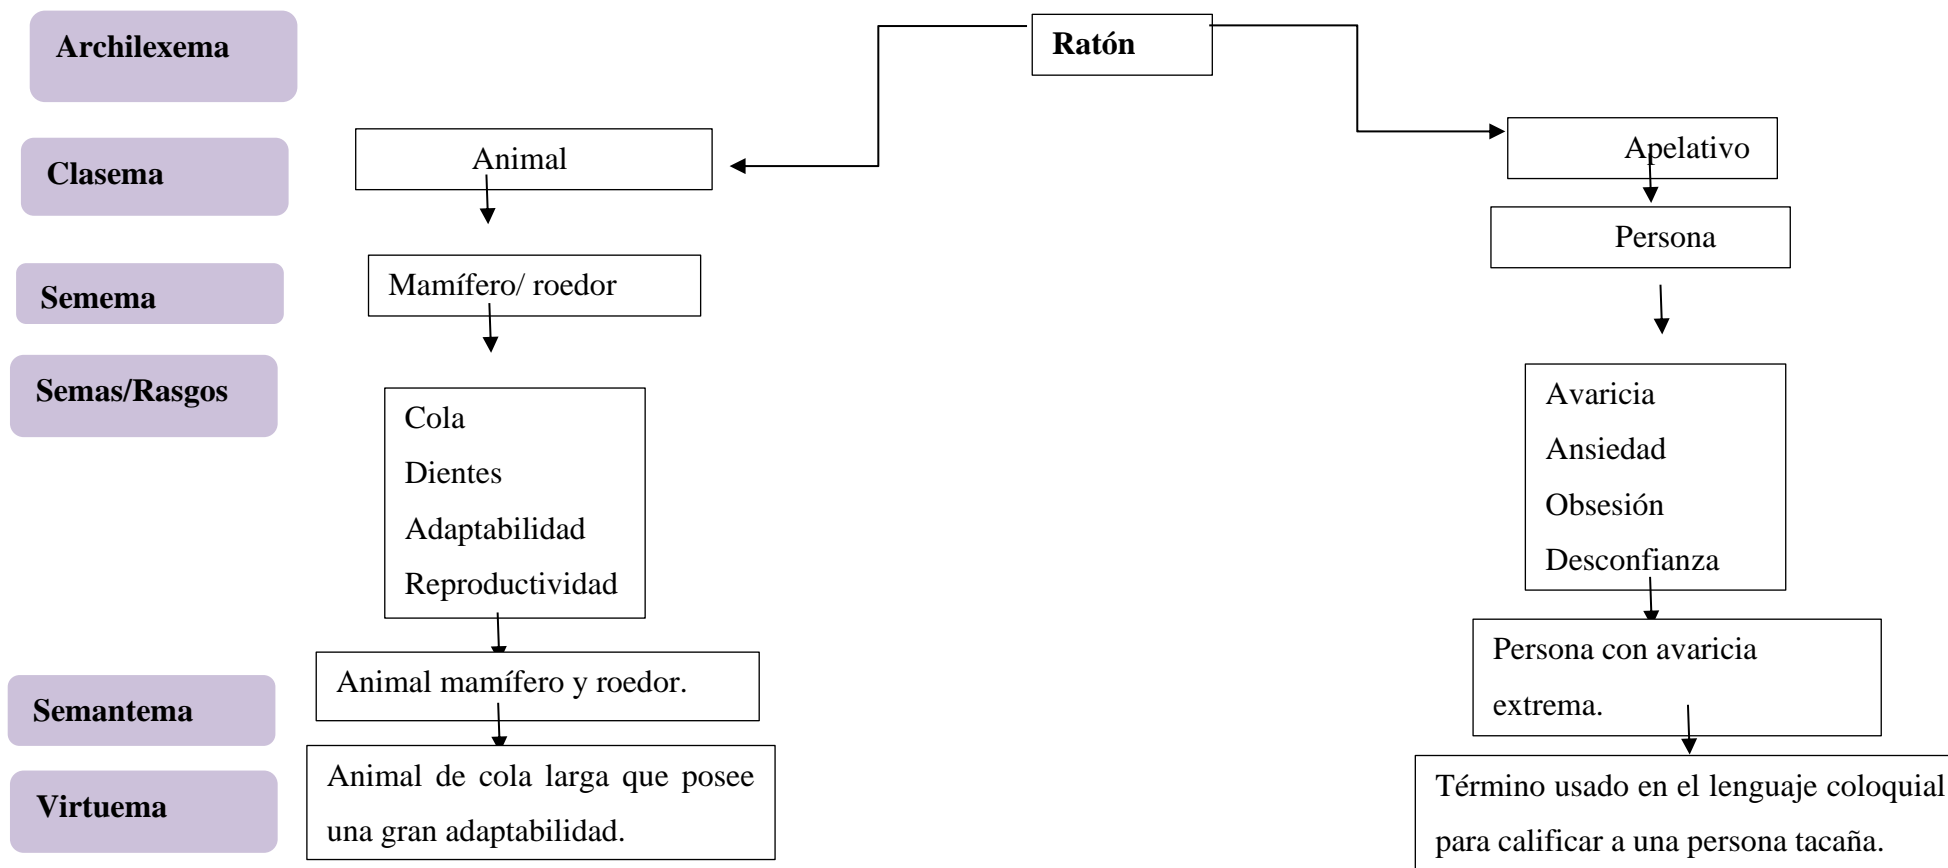 Archilexema
Ratón
Clasema
Animal
Apelativo
Persona
Semema
Mamífero/ roedor
Semas/Rasgos
Cola
Dientes
Adaptabilidad
Reproductividad
Avaricia
Ansiedad
Obsesión
Desconfianza
Semantema
Animal mamífero y roedor.
Persona con avaricia
extrema.
Virtuema
Animal de cola larga que posee
una gran adaptabilidad.
Término usado en el lenguaje coloquial
para calificar a una persona tacaña.